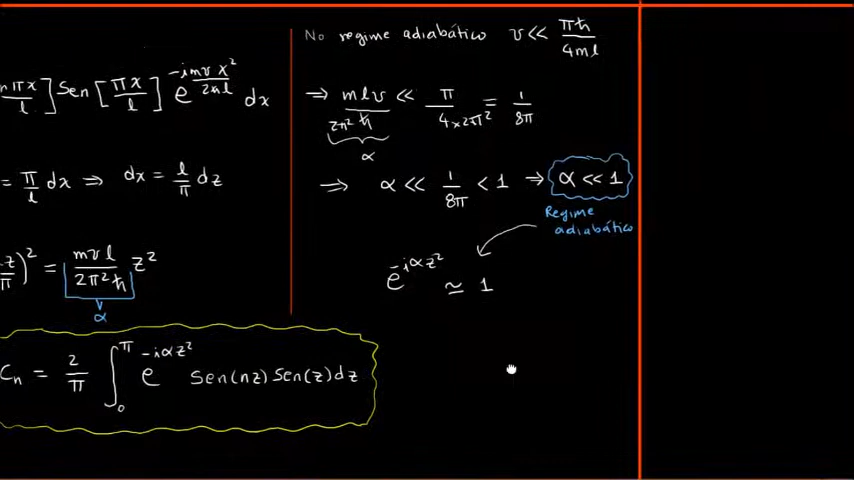 nπx/l] Sen[πx/l] e^(-imvx²/2ħl) dx
= π/l dx ⇒ dx = l/π dz
z/π)² = mvl/2π²ħ z²
α
Cn = 2/π ∫₀^π e^(-iαz²) Sen(nz) Sen(z) dz
No regime adiabático v << πħ/4ml
⇒ mlv/2π²ħ << π/4×2π² = 1/8π
α
⇒ α << 1/8π < 1 ⇒ α << 1
Regime
adiabático
e^(-iαz²) ≃ 1